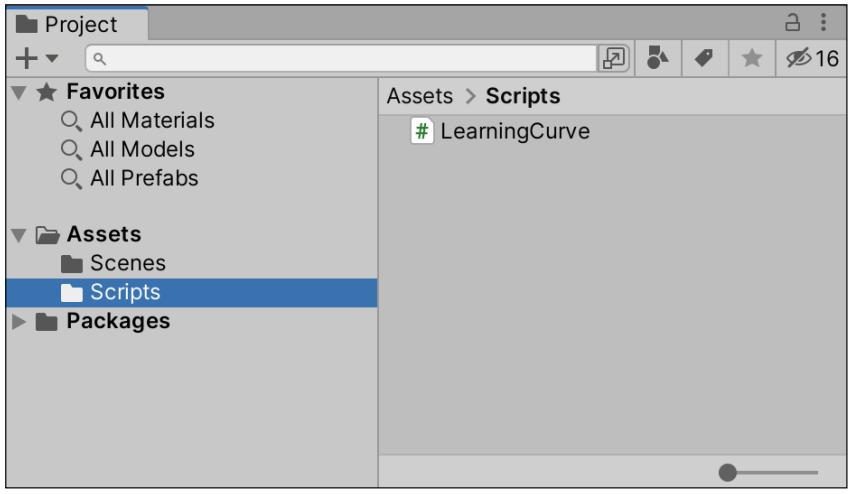 Project
16
Favorites
All Materials
All Models
All Prefabs
Assets
Scenes
Scripts
Packages
Assets > Scripts
# LearningCurve